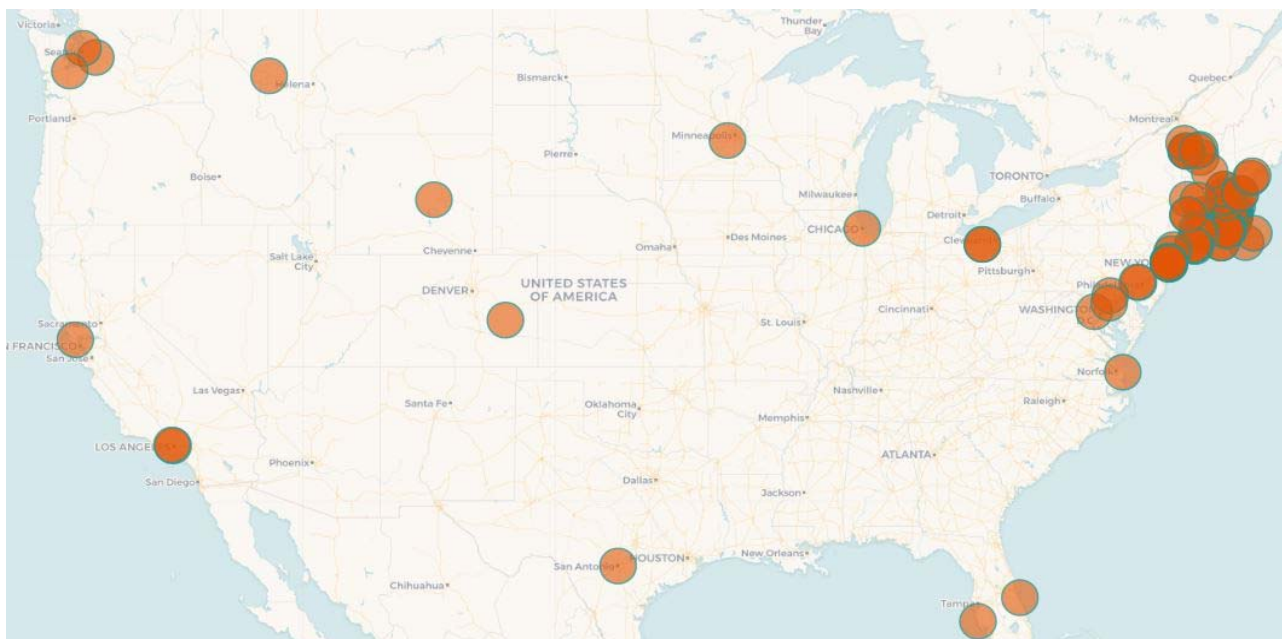 Victoria
Thunder
Bay
Seattle
Quebec
Helena
Bismarck
Portland
Montreal
Minneapolis
Pierre
TORONTO
Boise
Milwaukee
Buffalo
Detroit
CHICAGO
Cleveland
Des Moines
Cheyenne
Omaha
Salt Lake
City
NEW YO
Pittsburgh
DENVER
UNITED STATES
OF AMERICA
Philadel
WASHINGTON
D.C.
Cincinnati
Sacramento
St. Louis
N FRANCISCO
San Jose
Norfolk
Las Vegas
Nashville
Santa Fe
Raleigh
Oklahoma
City
Memphis
LOS ANGELES
ATLANTA
Phoenix
San Diego
Dallas
Jackson
HOUSTON
New Orleans
San Antonio
Chihuahua
Tampa